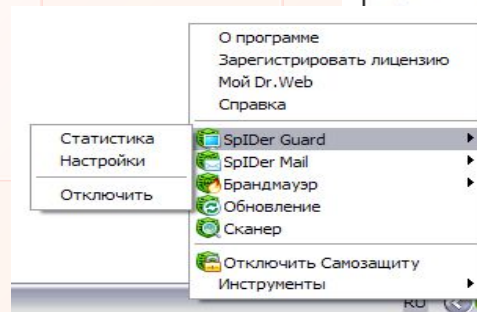 О программе
Зарегистрировать лицензию
Мой Dr.Web
Справка
SpIDer Guard
SpIDer Mail
Брандмауэр
Обновление
Сканер
Отключить Самозащиту
Инструменты
Статистика
Настройки
Отключить
RU